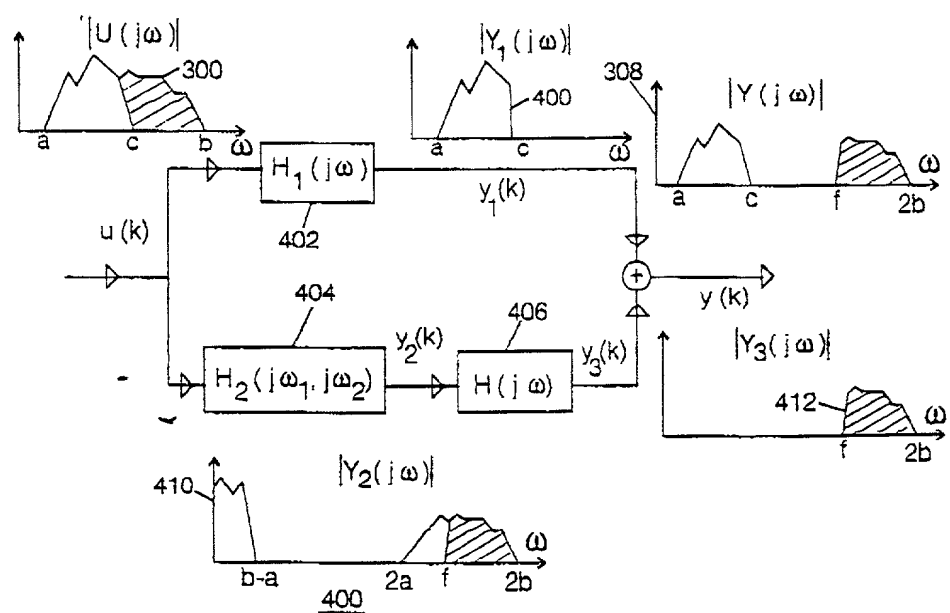 |U(jω)|
300
a
c
b
ω
|Y₁(jω)|
400
a
c
ω
308
|Y(jω)|
a
c
f
2b
ω
H₁(jω)
402
y₁(k)
u(k)
+
y(k)
404
H₂(jω₁,jω₂)
y₂(k)
406
H(jω)
y₃(k)
|Y₃(jω)|
412
f
2b
ω
410
|Y₂(jω)|
b-a
2a
f
2b
ω
400